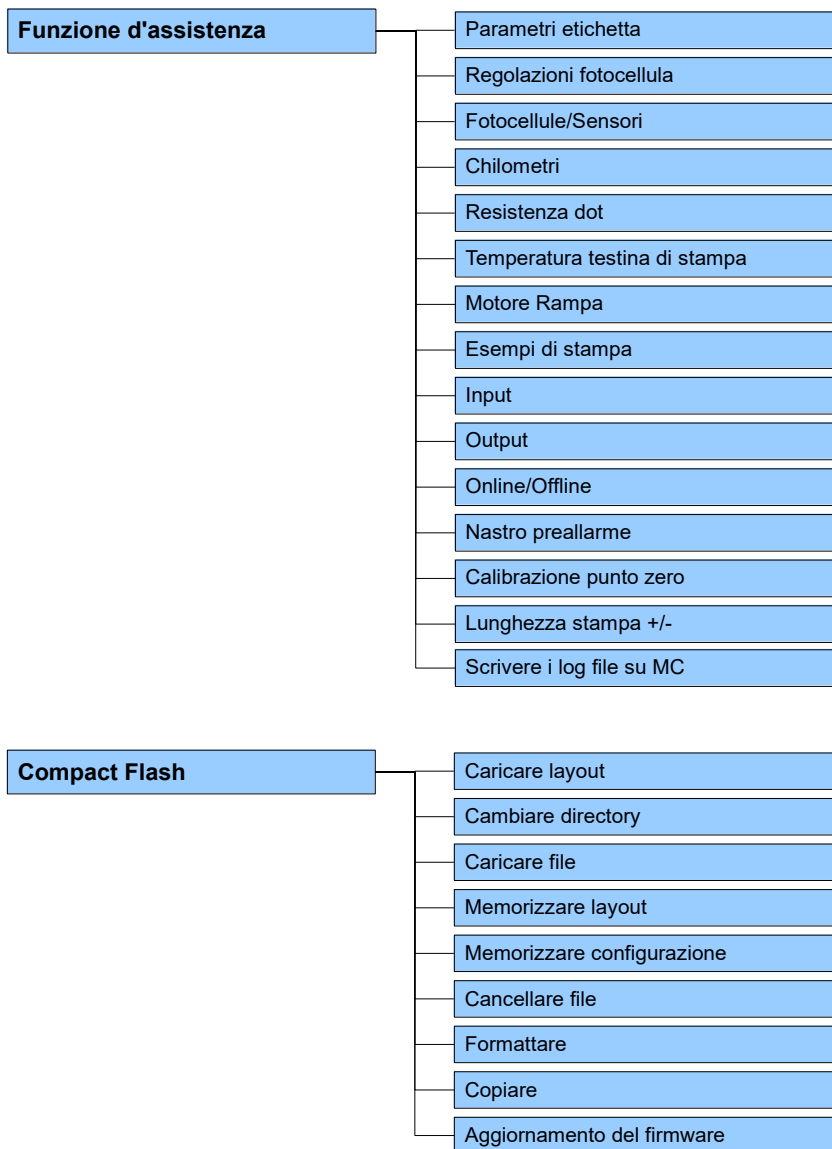 Funzione d'assistenza
Parametri etichetta
Regolazioni fotocellula
Fotocellule/Sensori
Chilometri
Resistenza dot
Temperatura testina di stampa
Motore Rampa
Esempi di stampa
Input
Output
Online/Offline
Nastro preallarme
Calibrazione punto zero
Lunghezza stampa +/-
Scrivere i log file su MC
Compact Flash
Caricare layout
Cambiare directory
Caricare file
Memorizzare layout
Memorizzare configurazione
Cancellare file
Formattare
Copiare
Aggiornamento del firmware